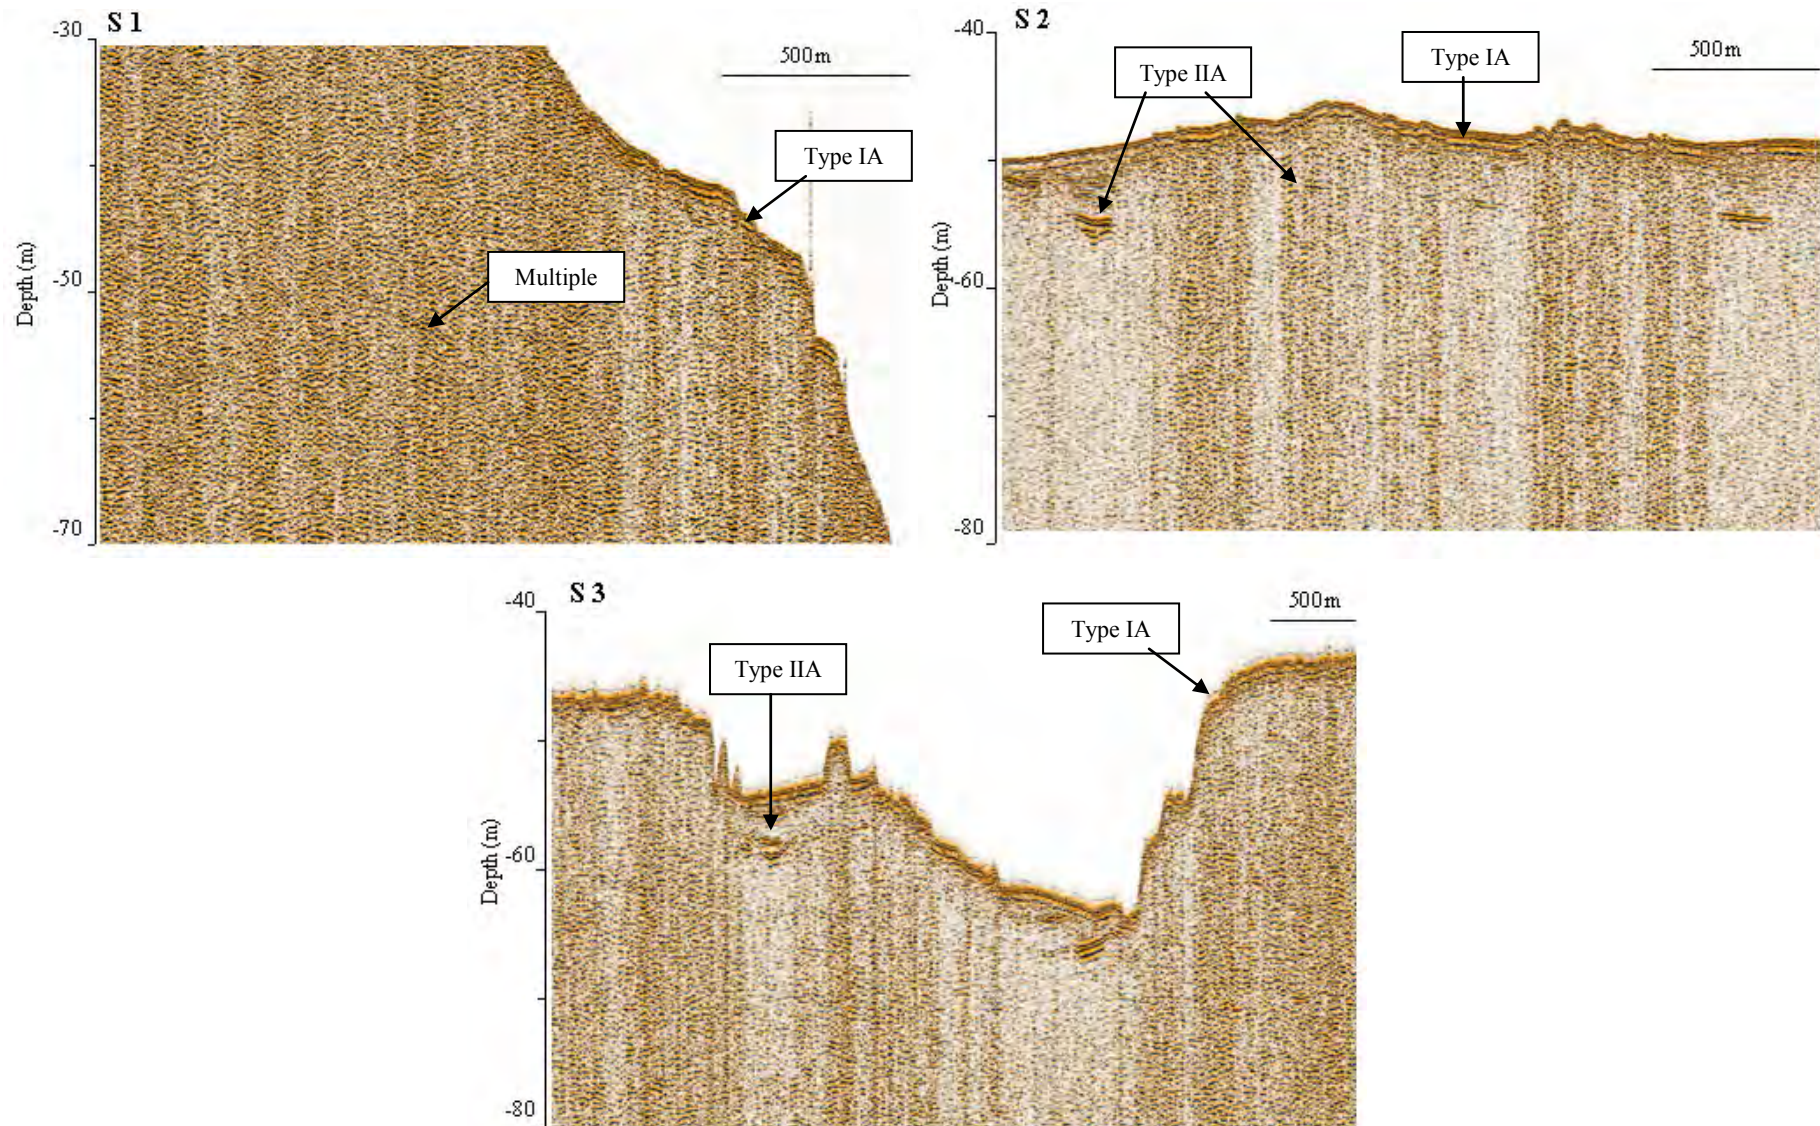 S 1
-30
500m
Type IA
Multiple
Depth (m)
-50
-70
S 2
-40
500m
Type IIA
Type IA
Depth (m)
-60
-80
S 3
-40
500m
Type IIA
Type IA
Depth (m)
-60
-80